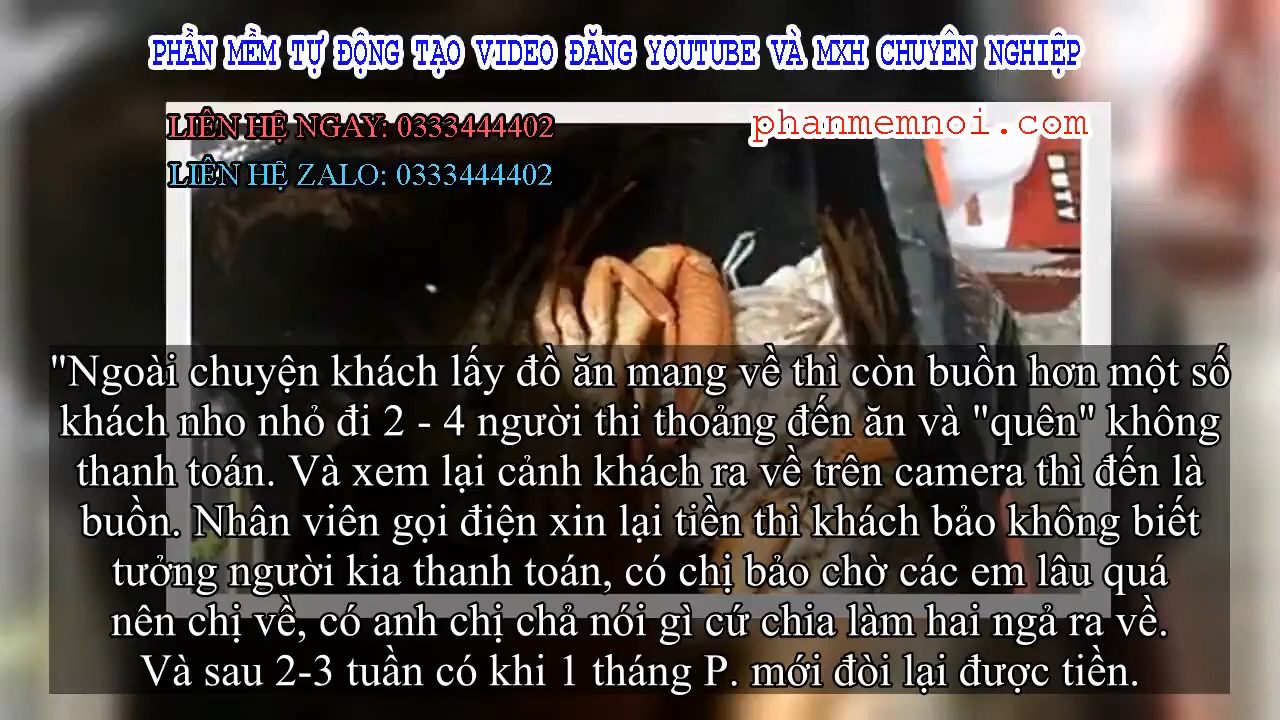 PHẦN MỀM TỰ ĐỘNG TẠO VIDEO ĐĂNG YOUTUBE VÀ MXH CHUYÊN NGHIỆP
LIÊN HỆ NGAY: 0333444402
phanmemnoi.com
LIÊN HỆ ZALO: 0333444402
DUTY
"Ngoài chuyện khách lấy đồ ăn mang về thì còn buồn hơn một số
khách nho nhỏ đi 2 - 4 người thi thoảng đến ăn và "quên" không
thanh toán. Và xem lại cảnh khách ra về trên camera thì đến là
buồn. Nhân viên gọi điện xin lại tiền thì khách bảo không biết
tưởng người kia thanh toán, có chị bảo chờ các em lâu quá
nên chị về, có anh chị chả nói gì cứ chia làm hai ngả ra về.
Và sau 2-3 tuần có khi 1 tháng P. mới đòi lại được tiền.